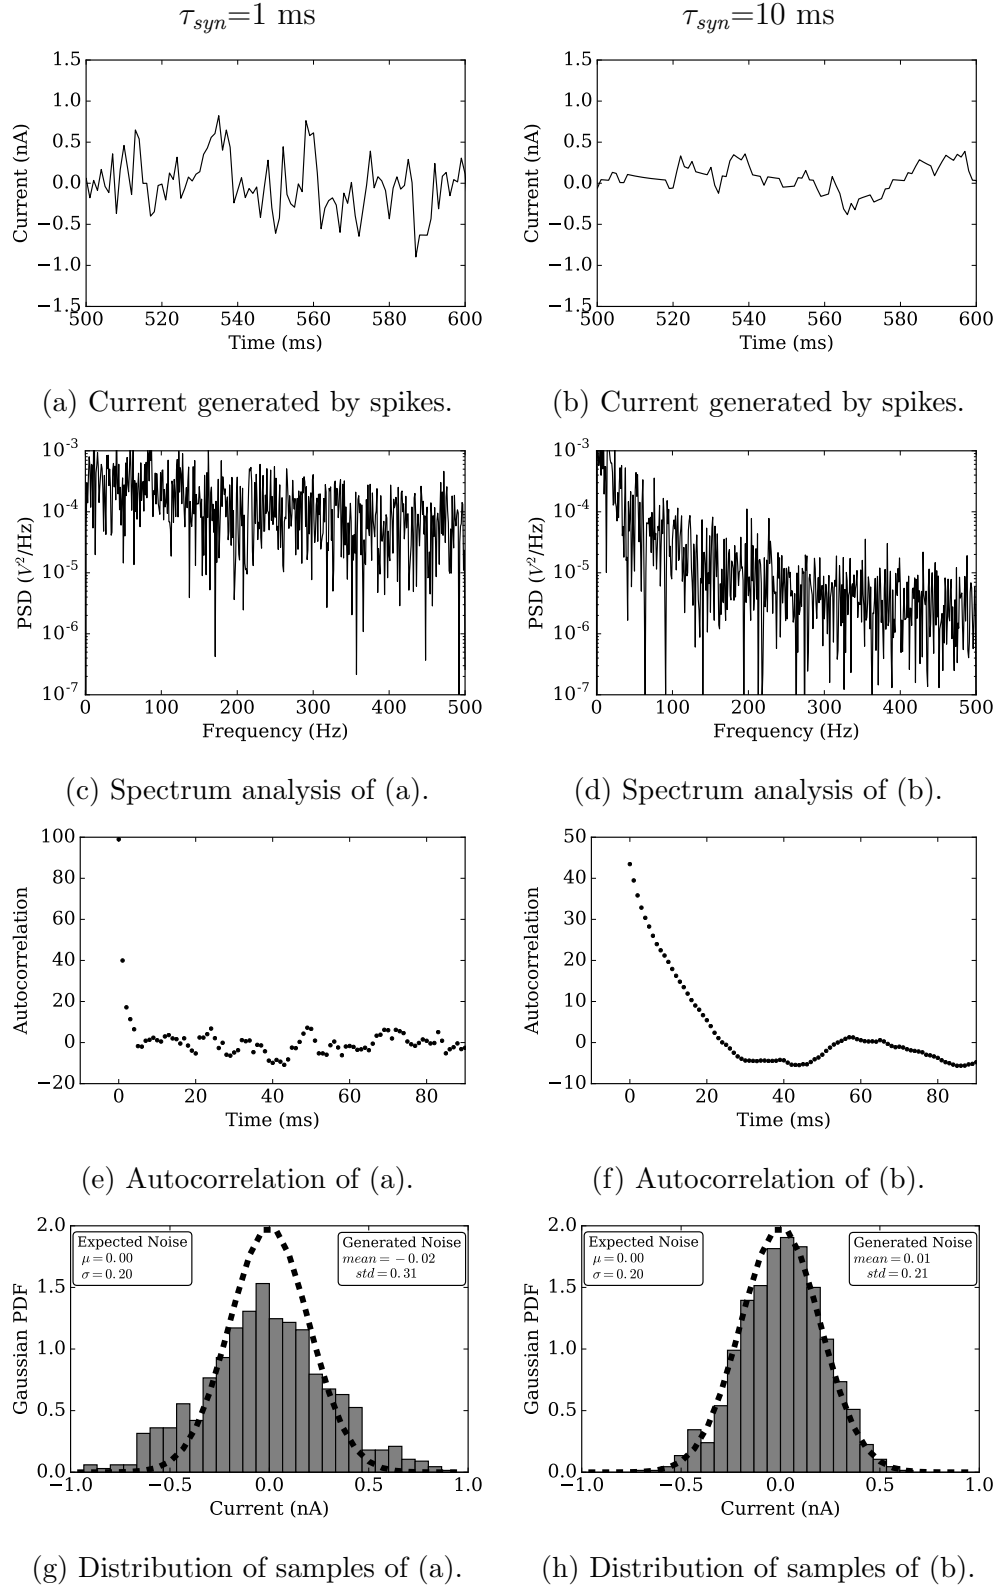 τsyn=1 ms
τsyn=10 ms
1.5
1.0
0.5
0.0
−0.5
−1.0
−1.5
Current (nA)
500 520 540 560 580 600
Time (ms)
1.5
1.0
0.5
0.0
−0.5
−1.0
−1.5
Current (nA)
500 520 540 560 580 600
Time (ms)
(a) Current generated by spikes.
(b) Current generated by spikes.
10^-3
10^-4
10^-5
10^-6
10^-7
PSD (V²/Hz)
0 100 200 300 400 500
Frequency (Hz)
10^-3
10^-4
10^-5
10^-6
10^-7
PSD (V²/Hz)
0 100 200 300 400 500
Frequency (Hz)
(c) Spectrum analysis of (a).
(d) Spectrum analysis of (b).
100
80
60
40
20
0
−20
Autocorrelation
0 20 40 60 80
Time (ms)
50
40
30
20
10
0
−10
Autocorrelation
0 20 40 60 80
Time (ms)
(e) Autocorrelation of (a).
(f) Autocorrelation of (b).
2.0
1.5
1.0
0.5
0.0
Gaussian PDF
Expected Noise
μ=0.00
σ=0.20
Generated Noise
mean=−0.02
std=0.31
−1.0 −0.5 0.0 0.5 1.0
Current (nA)
2.0
1.5
1.0
0.5
0.0
Gaussian PDF
Expected Noise
μ=0.00
σ=0.20
Generated Noise
mean=0.01
std=0.21
−1.0 −0.5 0.0 0.5 1.0
Current (nA)
(g) Distribution of samples of (a).
(h) Distribution of samples of (b).